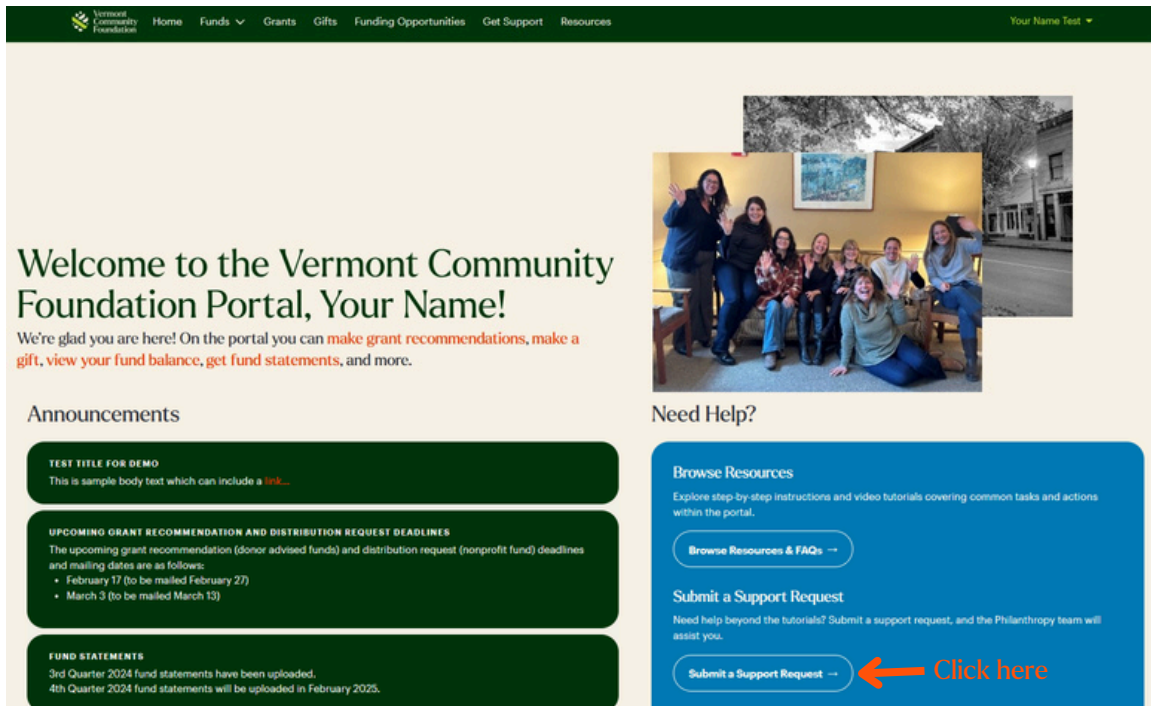 Vermont
Community
Foundation
Home Funds Grants Gifts Funding Opportunities Get Support Resources
Your Name Test
Welcome to the Vermont Community
Foundation Portal, Your Name!
We're glad you are here! On the portal you can make grant recommendations, make a
gift, view your fund balance, get fund statements, and more.
Announcements
TEST TITLE FOR DEMO
This is sample body text which can include a link...
UPCOMING GRANT RECOMMENDATION AND DISTRIBUTION REQUEST DEADLINES
The upcoming grant recommendation (donor advised funds) and distribution request (nonprofit fund) deadlines
and mailing dates are as follows:
• February 17 (to be mailed February 27)
• March 3 (to be mailed March 13)
FUND STATEMENTS
3rd Quarter 2024 fund statements have been uploaded.
4th Quarter 2024 fund statements will be uploaded in February 2025.
Need Help?
Browse Resources
Explore step-by-step instructions and video tutorials covering common tasks and actions
within the portal.
Browse Resources & FAQs →
Submit a Support Request
Need help beyond the tutorials? Submit a support request, and the Philanthropy team will
assist you.
Submit a Support Request →
Click here